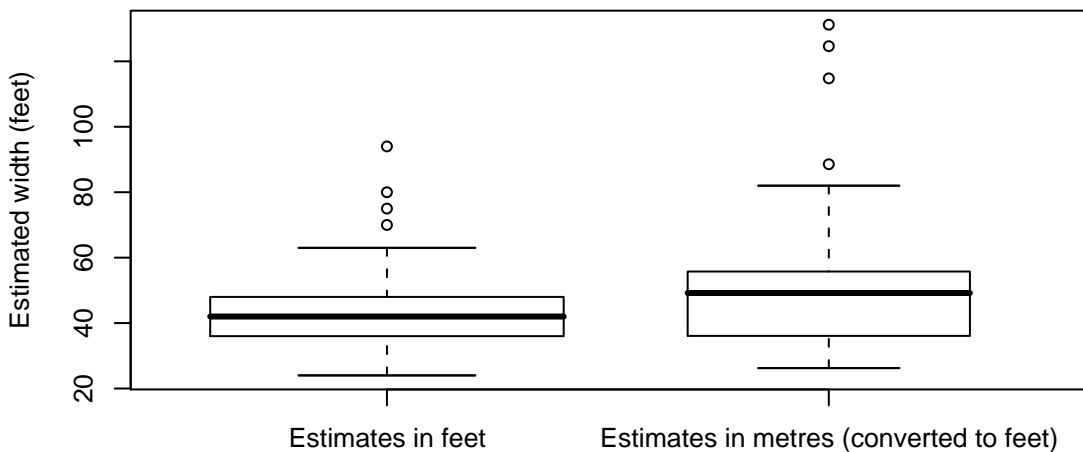 Estimated width (feet)
100
80
60
40
20
Estimates in feet
Estimates in metres (converted to feet)